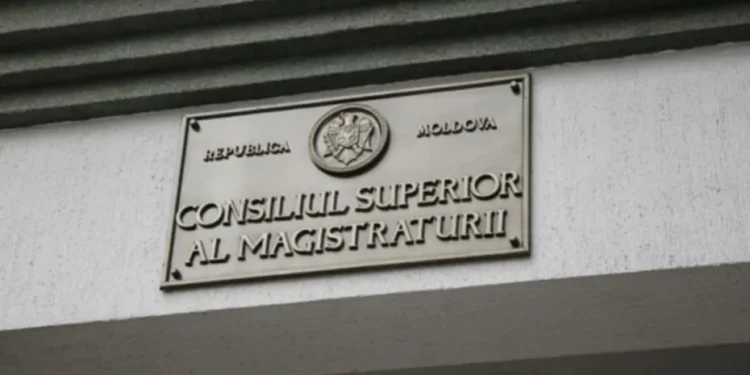 REPUBLICA MOLDOVA
CONSILIUL SUPERIOR
AL MAGISTRATURII